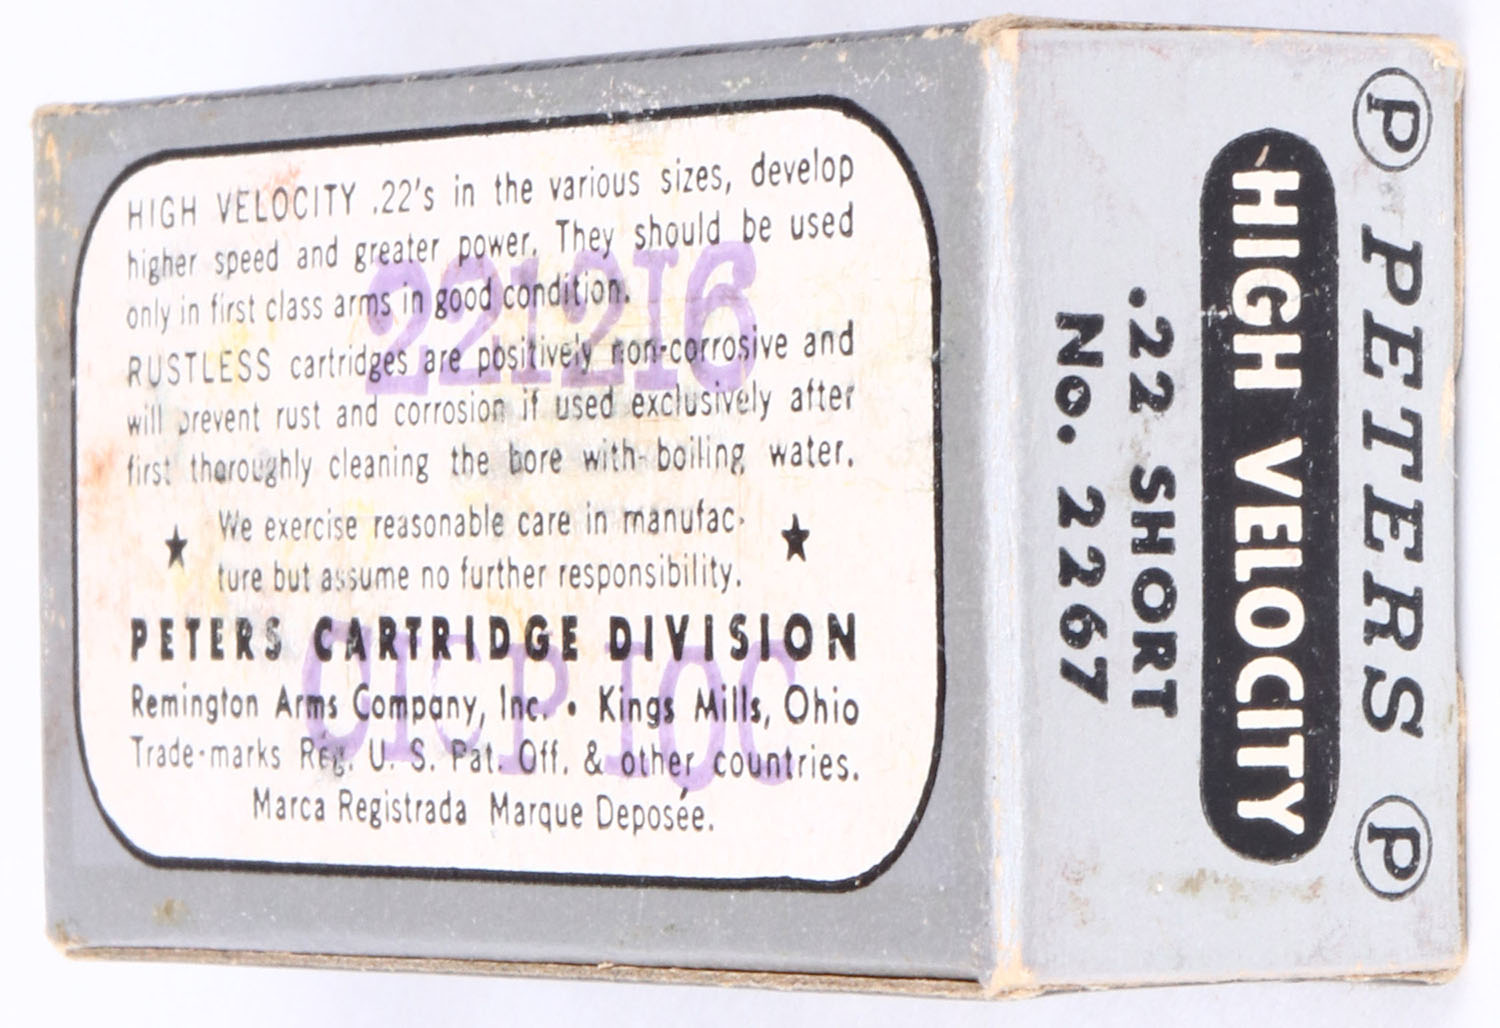 HIGH VELOCITY .22's in the various sizes, develop
higher speed and greater power. They should be used
only in first class arms in good condition.
RUSTLESS cartridges are positively non-corrosive and
will prevent rust and corrosion if used exclusively after
first thoroughly cleaning the bore with boiling water.
★ We exercise reasonable care in manufac- ★
ture but assume no further responsibility.
PETERS CARTRIDGE DIVISION
Remington Arms Company, Inc. • Kings Mills, Ohio
Trade-marks Reg. U. S. Pat. Off. & other countries.
Marca Registrada Marque Deposée.
221216
P PETERS P
HIGH VELOCITY
.22 SHORT
No. 2267